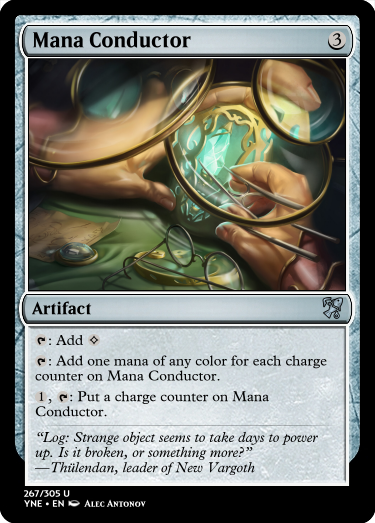 Mana Conductor 3
Artifact
: Add
: Add one mana of any color for each charge
counter on Mana Conductor.
1, : Put a charge counter on Mana
Conductor.
“Log: Strange object seems to take days to power
up. Is it broken, or something more?”
—Thülendan, leader of New Vargoth
267/305 U
YNE • EN Alec Antonov